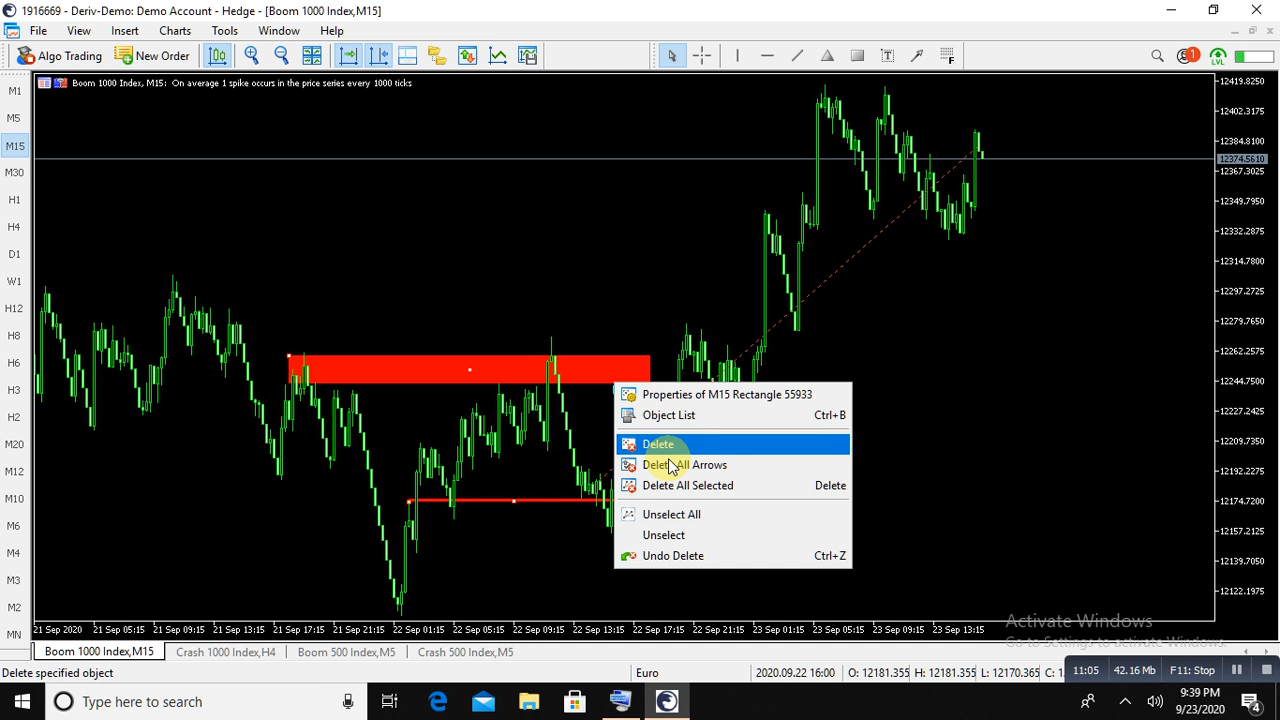 1916669 - Deriv-Demo: Demo Account - Hedge - [Boom 1000 Index,M15]
File View Insert Charts Tools Window Help
Algo Trading New Order
1
LVL
M1
M5
M15
M30
H1
H4
D1
W1
H12
H8
H6
H3
H2
M20
M12
M10
M6
M4
M3
M2
MN
Boom 1000 Index, M15: On average 1 spike occurs in the price series every 1000 ticks
12419.8250
12402.3175
12384.8100
12374.5610
12367.3025
12349.7950
12332.2875
12314.7800
12297.2725
12279.7650
12262.2575
12244.7500
12227.2425
12209.7350
12192.2275
12174.7200
12157.2125
12139.7050
12122.1975
Properties of M15 Rectangle 55933
Object List Ctrl+B
Delete
Delete All Arrows
Delete All Selected Delete
Unselect All
Unselect
Undo Delete Ctrl+Z
21 Sep 2020 21 Sep 05:15 21 Sep 09:15 21 Sep 13:15 21 Sep 17:15 21 Sep 21:15 22 Sep 01:15 22 Sep 05:15 22 Sep 09:15 22 Sep 13:15 22 Sep 17:15 22 Sep 21:15 23 Sep 01:15 23 Sep 05:15 23 Sep 09:15 23 Sep 13:15
Activate Windows
Go to Settings to activate Windows.
Boom 1000 Index,M15 Crash 1000 Index,H4 Boom 500 Index,M5 Crash 500 Index,M5
Delete specified object Euro 2020.09.22 16:00 O: 12181.355 H: 12181.355 L: 12170.365 C: 1
11:05 42.16 Mb F11: Stop
Type here to search
9:39 PM
9/23/2020
4